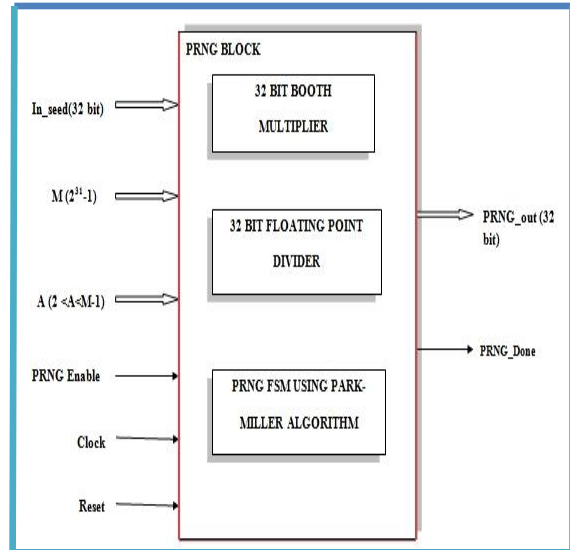 PRNG BLOCK
32 BIT BOOTH
MULTIPLIER
In_seed(32 bit)
M (2³¹-1)
32 BIT FLOATING POINT
DIVIDER
PRNG_out (32
bit)
A (2 <A<M-1)
PRNG_Done
PRNG Enable
PRNG FSM USING PARK-
MILLER ALGORITHM
Clock
Reset